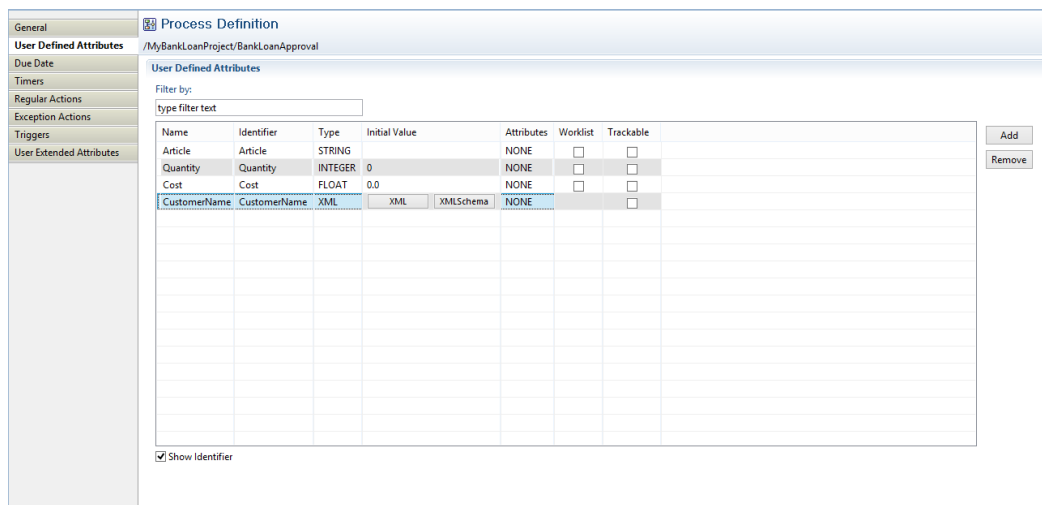 Process Definition
General
User Defined Attributes
/MyBankLoanProject/BankLoanApproval
Due Date
User Defined Attributes
Timers
Filter by:
Regular Actions
type filter text
Exception Actions
Triggers
Name Identifier Type Initial Value Attributes Worklist Trackable
Add
User Extended Attributes
Article Article STRING NONE
Remove
Quantity Quantity INTEGER 0 NONE
Cost Cost FLOAT 0.0 NONE
CustomerName CustomerName XML XML XMLSchema NONE
Show Identifier